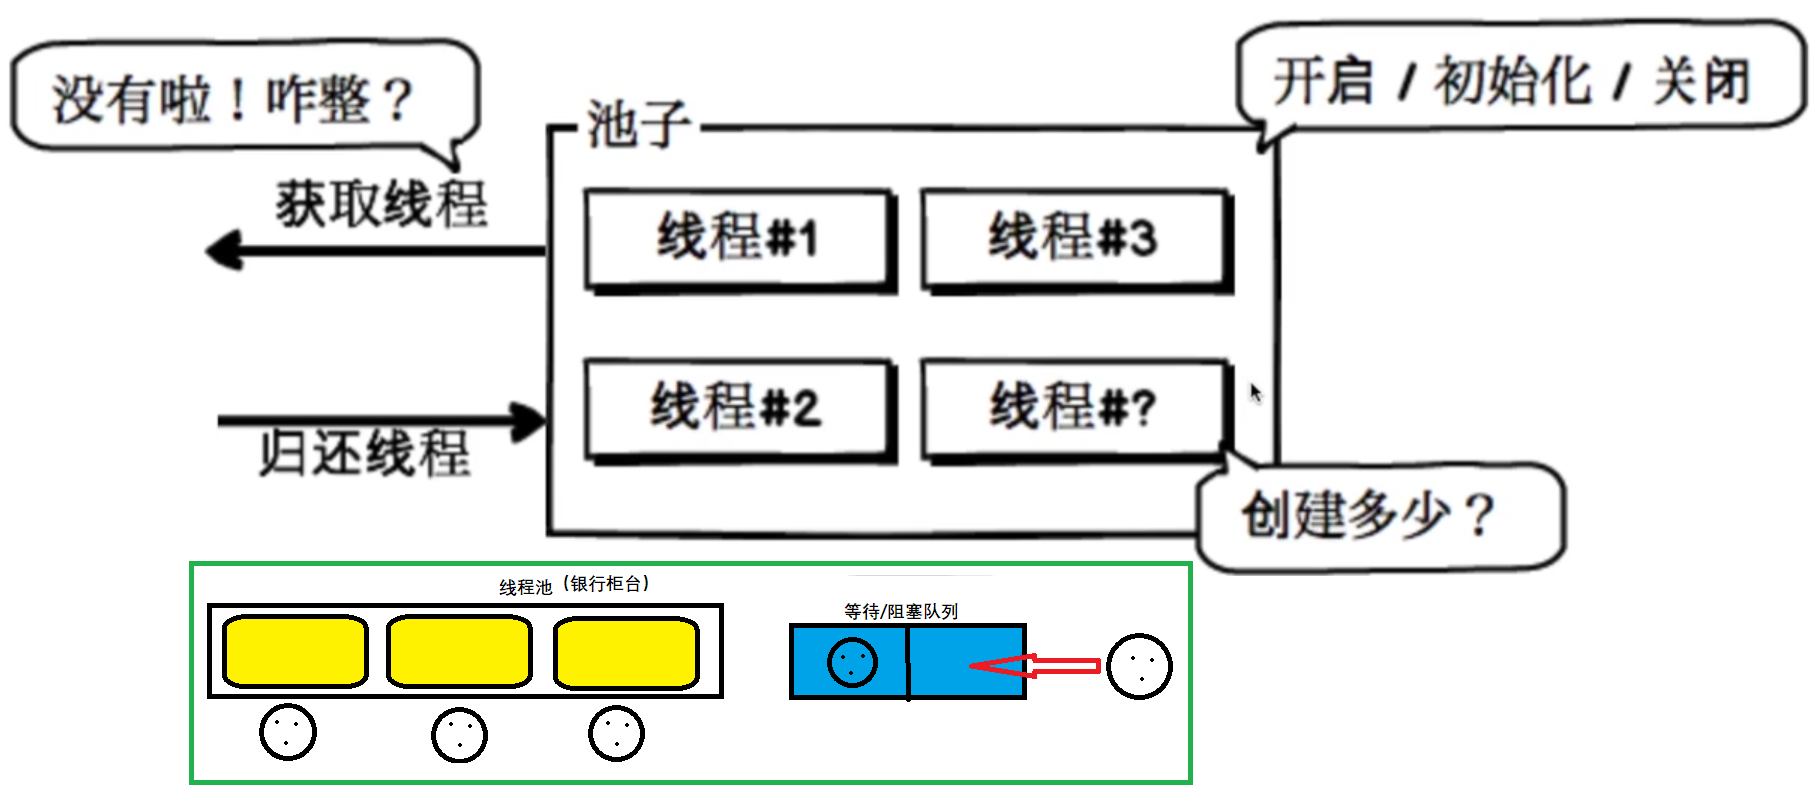 没有啦！咋整？
开启 / 初始化 / 关闭
池子
获取线程
线程#1
线程#3
线程#2
线程#?
归还线程
创建多少？
线程池（银行柜台）
等待/阻塞队列